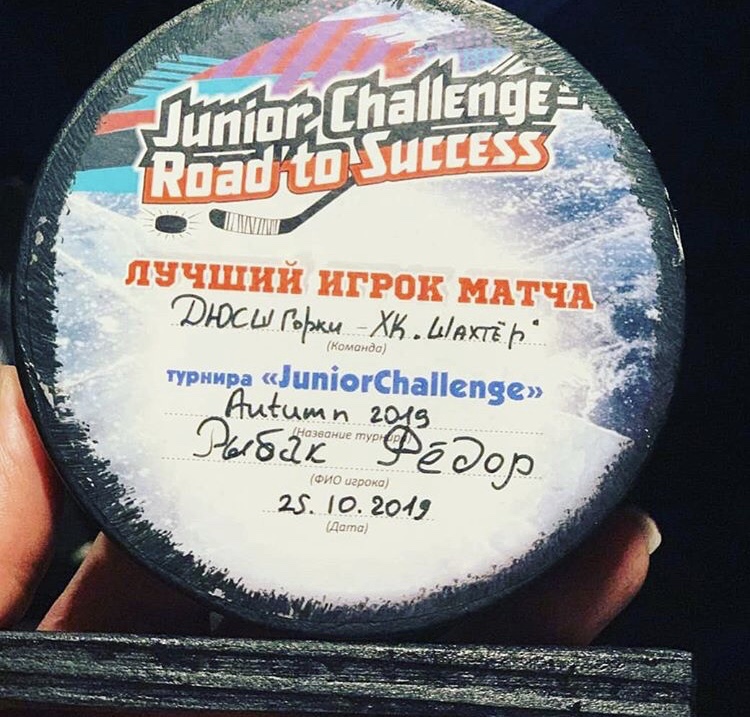 Junior Challenge
Road to Success
ЛУЧШИЙ ИГРОК МАТЧА
ДЮСШ Горки - ХК "Шахтёр"
(Команда)
турнира «JuniorChallenge»
Autumn 2019
(Название турнира)
Рыбак Фёдор
(ФИО игрока)
25.10.2019
(Дата)